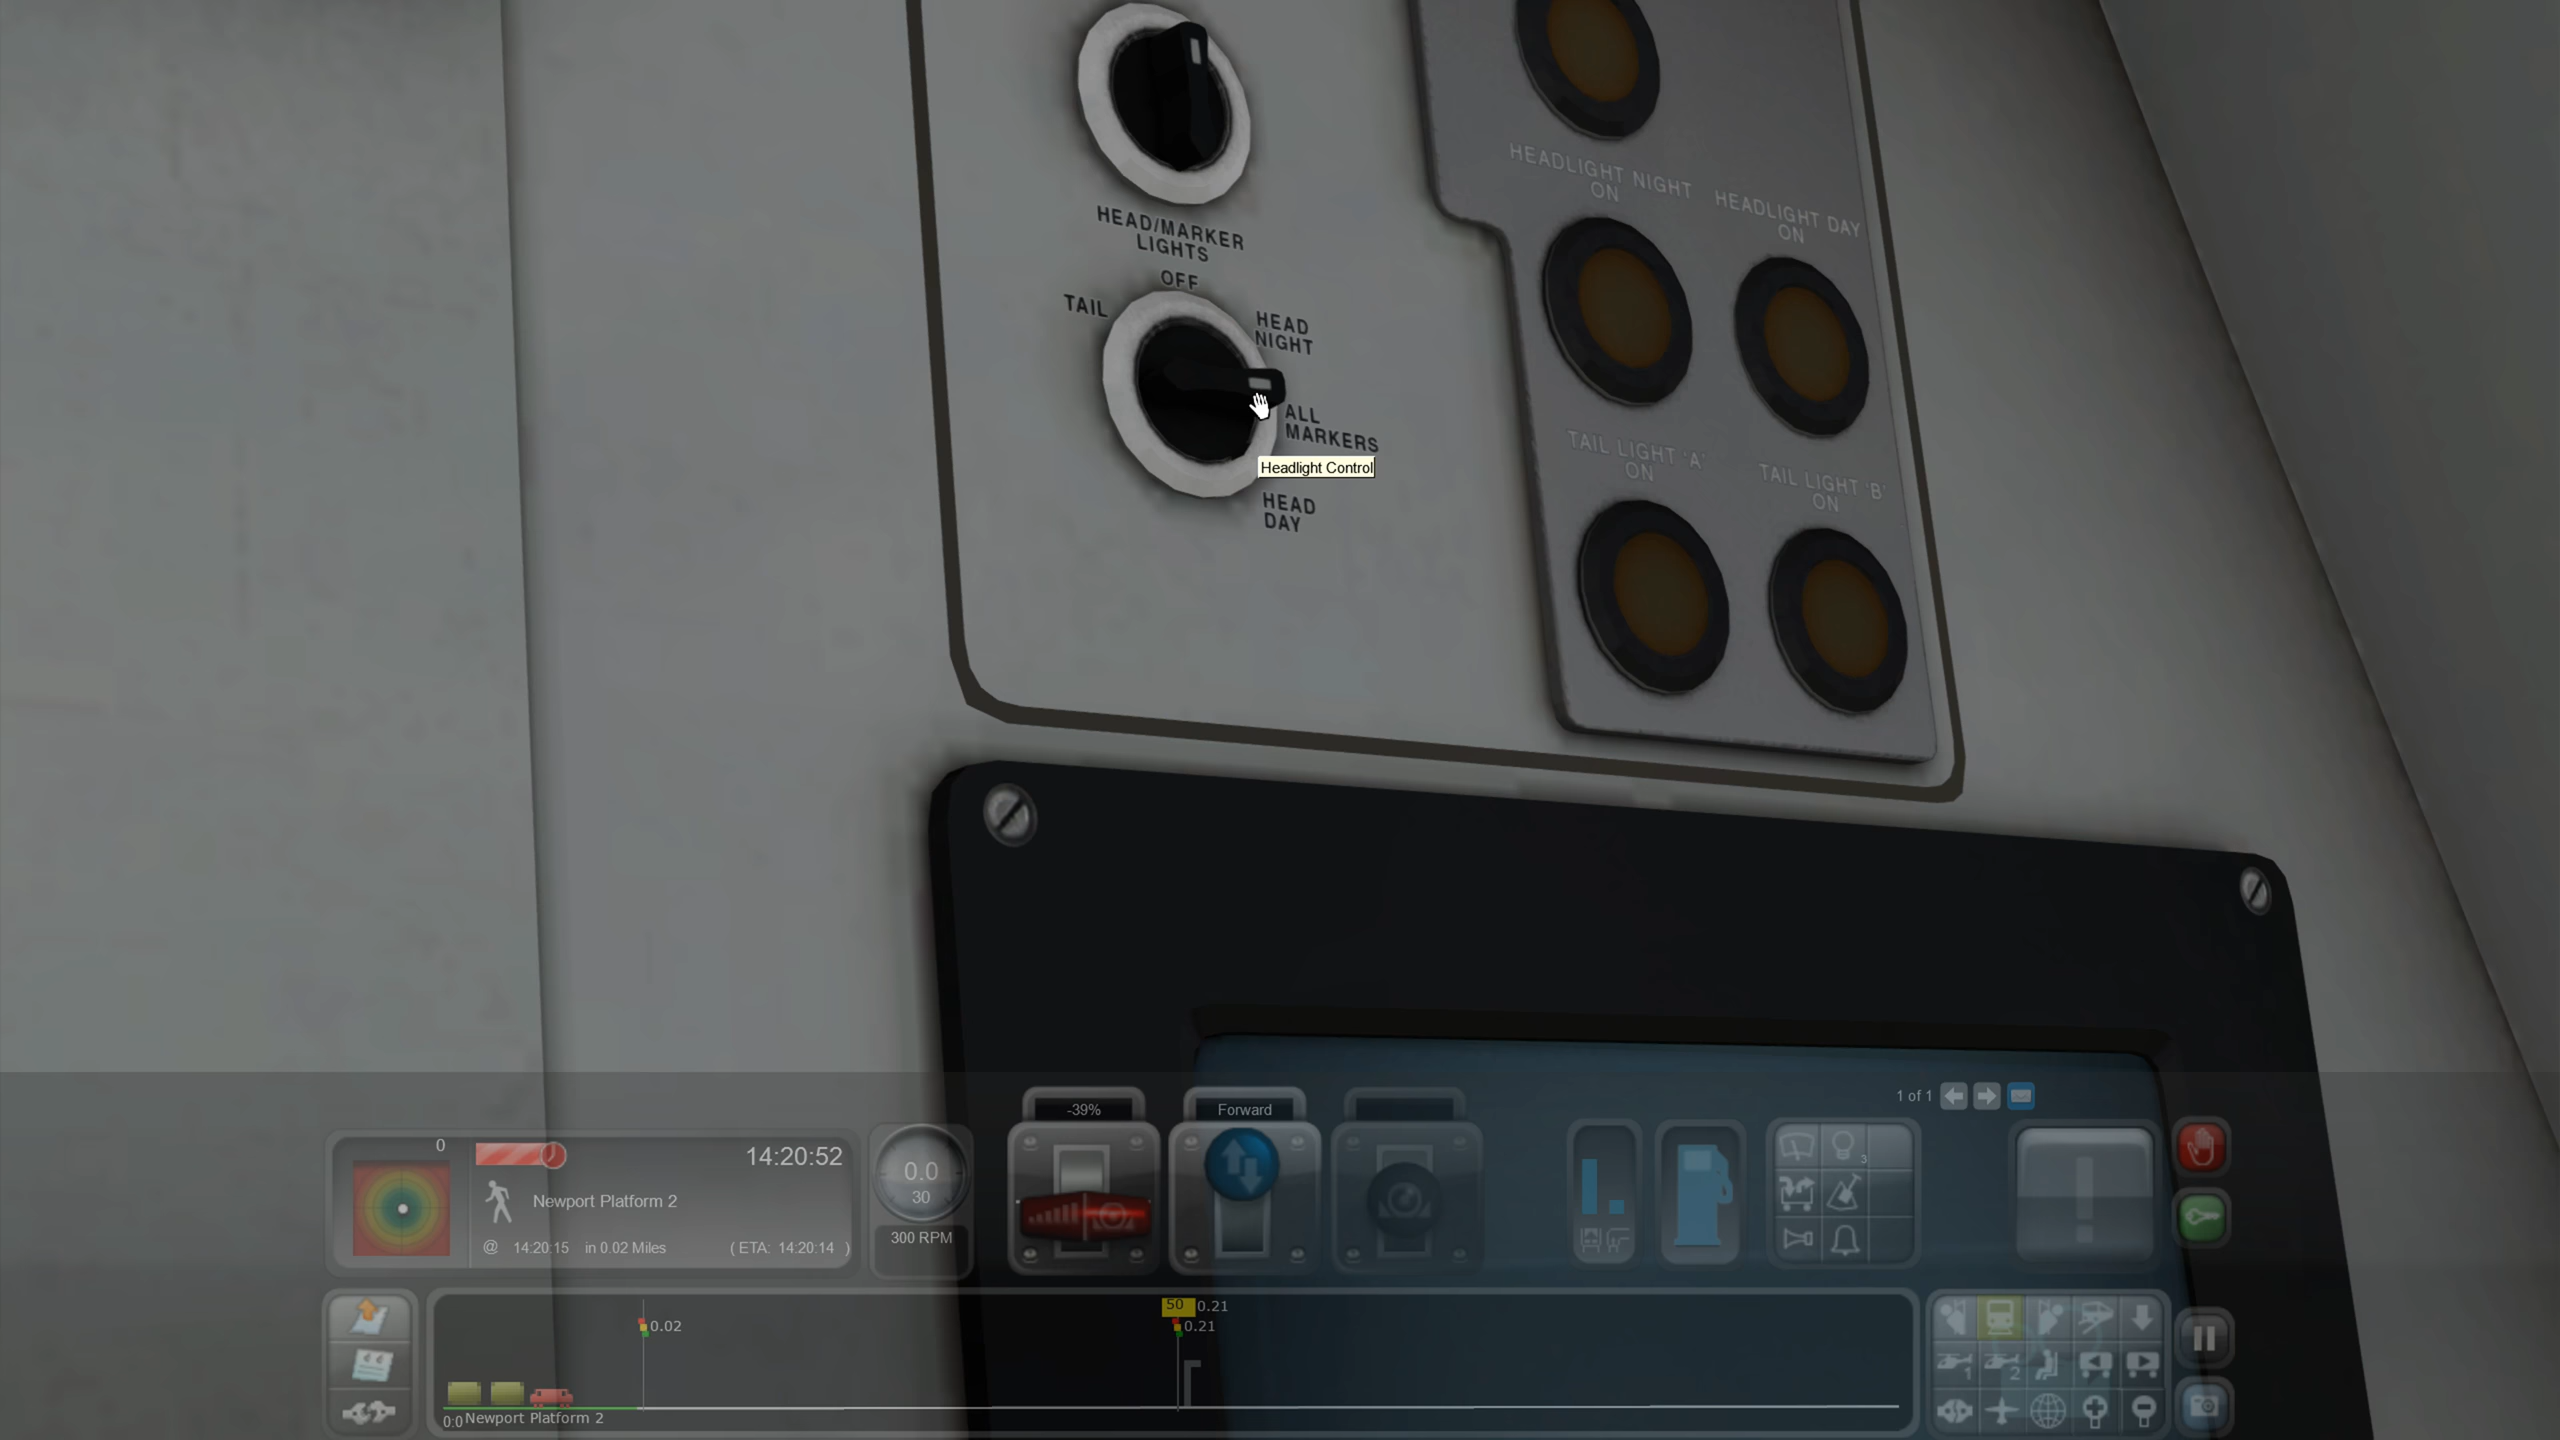 HEADLIGHT NIGHT
ON
HEADLIGHT DAY
ON
HEAD/MARKER
LIGHTS
OFF
TAIL
HEAD
NIGHT
ALL
MARKERS
HEAD
DAY
Headlight Control
TAIL LIGHT 'A'
ON
TAIL LIGHT 'B'
ON
-39%
Forward
1 of 1
0
14:20:52
Newport Platform 2
@ 14:20:15 in 0.02 Miles ( ETA: 14:20:14 )
0.0
30
300 RPM
3
50 0.21
0.02
0.21
0:0 Newport Platform 2
1
2